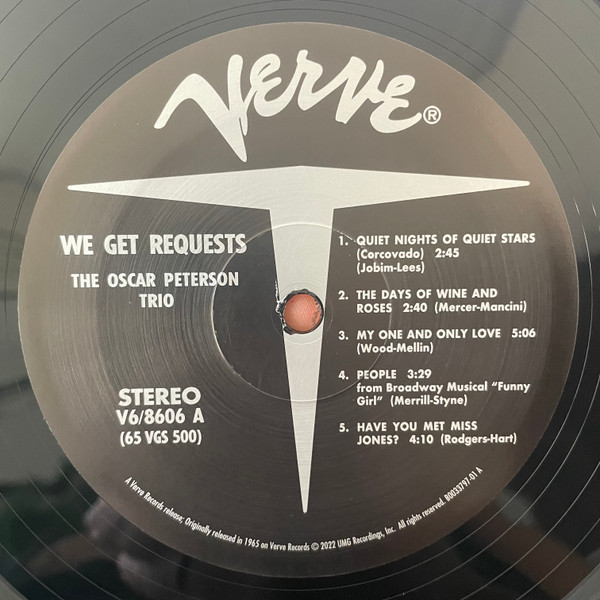 VERVE®
WE GET REQUESTS
THE OSCAR PETERSON
TRIO
STEREO
V6/8606 A
(65 VGS 500)
1. QUIET NIGHTS OF QUIET STARS
(Corcovado) 2:45
(Jobim-Lees)
2. THE DAYS OF WINE AND
ROSES 2:40 (Mercer-Mancini)
3. MY ONE AND ONLY LOVE 5:06
(Wood-Mellin)
4. PEOPLE 3:29
from Broadway Musical "Funny
Girl" (Merrill-Styne)
5. HAVE YOU MET MISS
JONES? 4:10 (Rodgers-Hart)
A Verve Records release; Originally released in 1965 on Verve Records © 2022 UMG Recordings, Inc. All rights reserved. B0033797-01 A